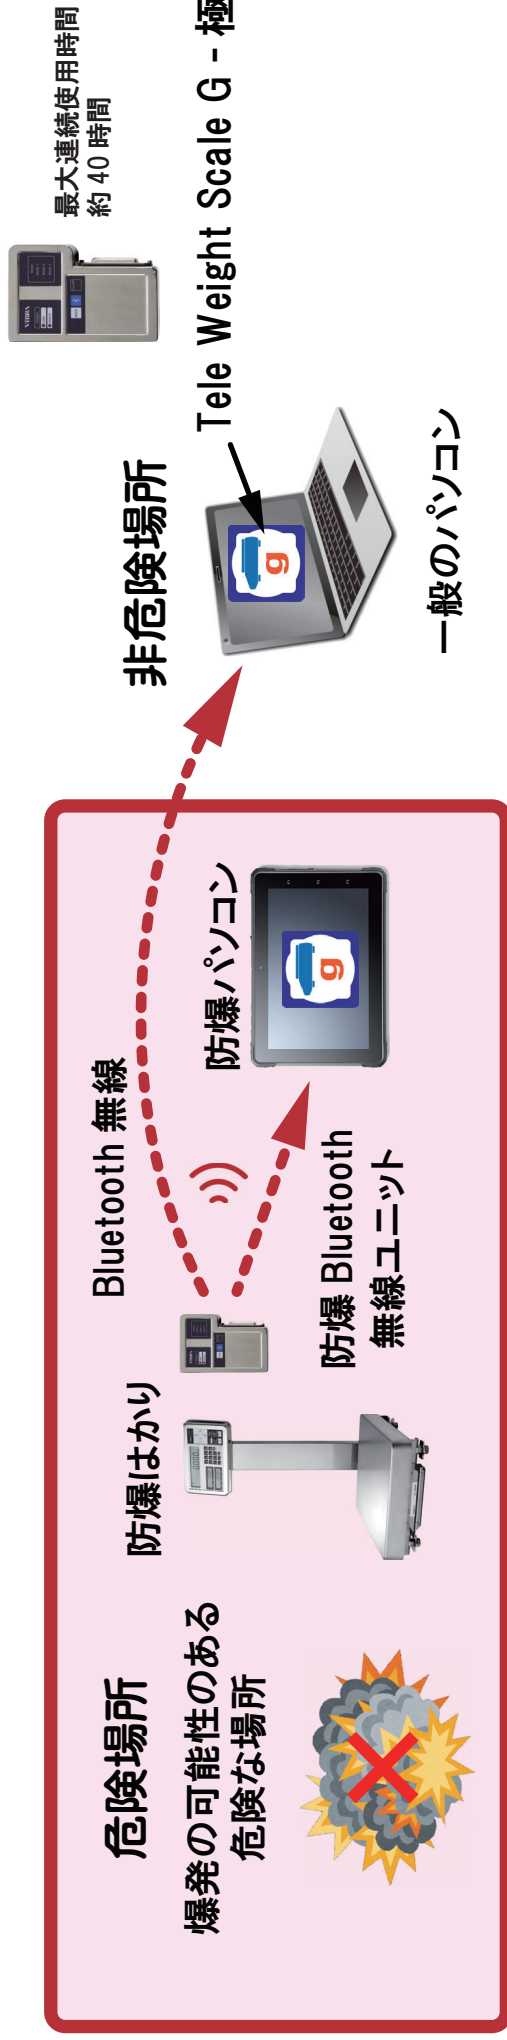 危険場所
爆発の可能性のある
危険な場所
防爆はかり
Bluetooth 無線
防爆 Bluetooth
無線ユニット
防爆パソコン
g
非危険場所
g
一般のパソコン
Tele Weight Scale G - 極
最大連続使用時間
約 40 時間
ViBRA